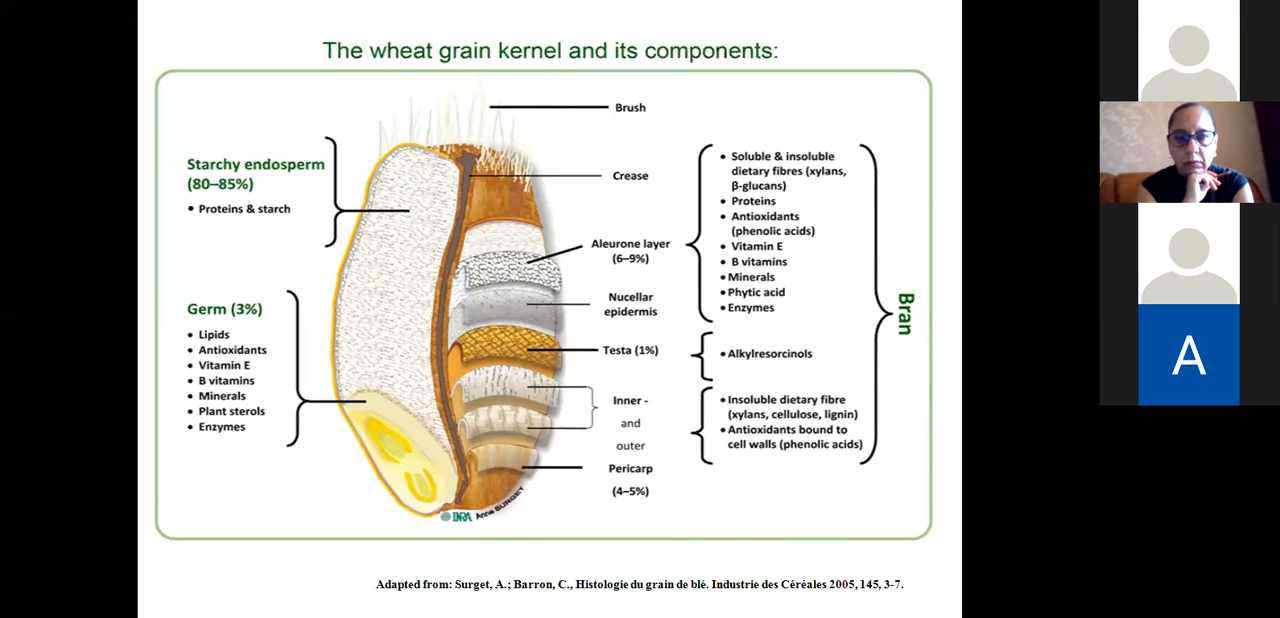 The wheat grain kernel and its components:
Brush
Starchy endosperm
(80–85%)
• Proteins & starch
Crease
Aleurone layer
(6–9%)
Nucellar
epidermis
Germ (3%)
• Lipids
• Antioxidants
• Vitamin E
• B vitamins
• Minerals
• Plant sterols
• Enzymes
Testa (1%)
Inner -
and
outer
Pericarp
(4–5%)
• Soluble & insoluble
dietary fibres (xylans,
β-glucans)
• Proteins
• Antioxidants
(phenolic acids)
• Vitamin E
• B vitamins
• Minerals
• Phytic acid
• Enzymes
• Alkylresorcinols
• Insoluble dietary fibre
(xylans, cellulose, lignin)
• Antioxidants bound to
cell walls (phenolic acids)
Bran
INRA Anne SURGET
Adapted from: Surget, A.; Barron, C., Histologie du grain de blé. Industrie des Céréales 2005, 145, 3-7.
A